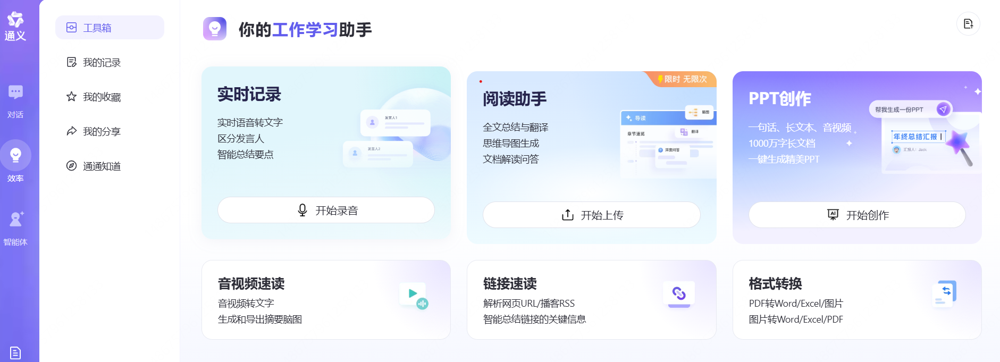 通义
对话
效率
智能体
工具箱
我的记录
我的收藏
我的分享
通通知道
你的工作学习助手
实时记录
实时语音转文字
区分发言人
智能总结要点
发言人1
发言人2
开始录音
限时 无限次
阅读助手
全文总结与翻译
思维导图生成
文档解读问答
导读
脑图
章节速览
翻译
深度问答
开始上传
PPT创作
一句话、长文本、音视频
1000万字长文档
一键生成精美PPT
帮我生成一份PPT
年终总结汇报
汇报人：Jack
AI
开始创作
音视频速读
音视频转文字
生成和导出摘要脑图
链接速读
解析网页URL/播客RSS
智能总结链接的关键信息
格式转换
PDF转Word/Excel/图片
图片转Word/Excel/PDF